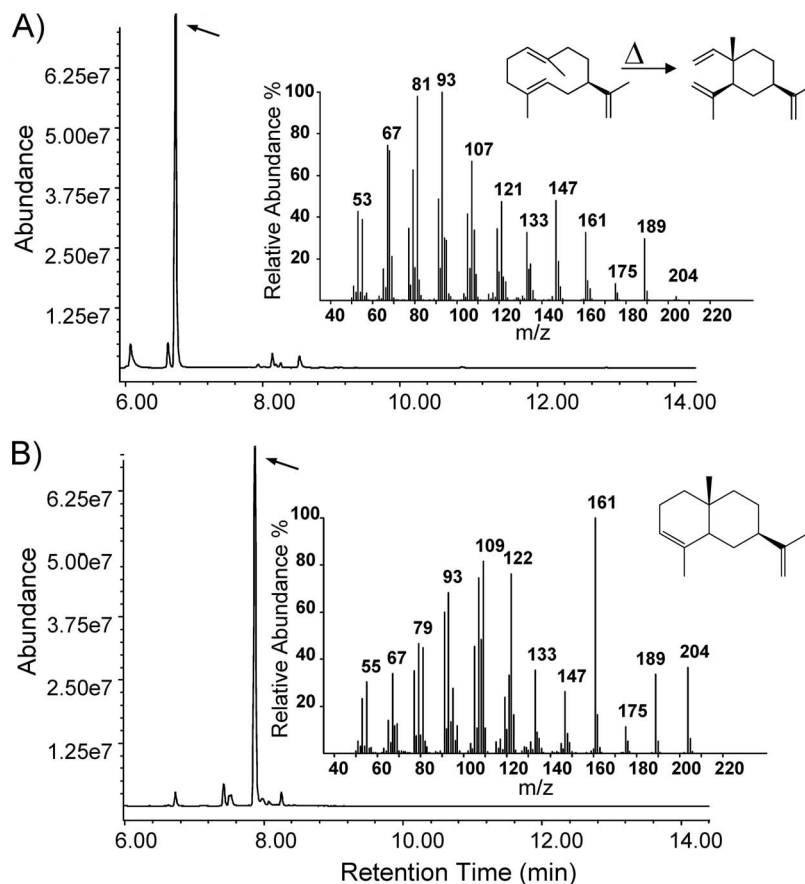 A)
Abundance
6.25e7
5.00e7
3.75e7
2.50e7
1.25e7
6.00 8.00 10.00 12.00 14.00
Relative Abundance %
100
80
60
40
20
53 67 81 93 107 121 133 147 161 175 189 204
40 60 80 100 120 140 160 180 200 220
m/z
Δ
B)
Abundance
6.25e7
5.00e7
3.75e7
2.50e7
1.25e7
6.00 8.00 10.00 12.00 14.00
Retention Time (min)
Relative Abundance %
100
80
60
40
20
55 67 79 93 109 122 133 147 161 175 189 204
40 60 80 100 120 140 160 180 200 220
m/z